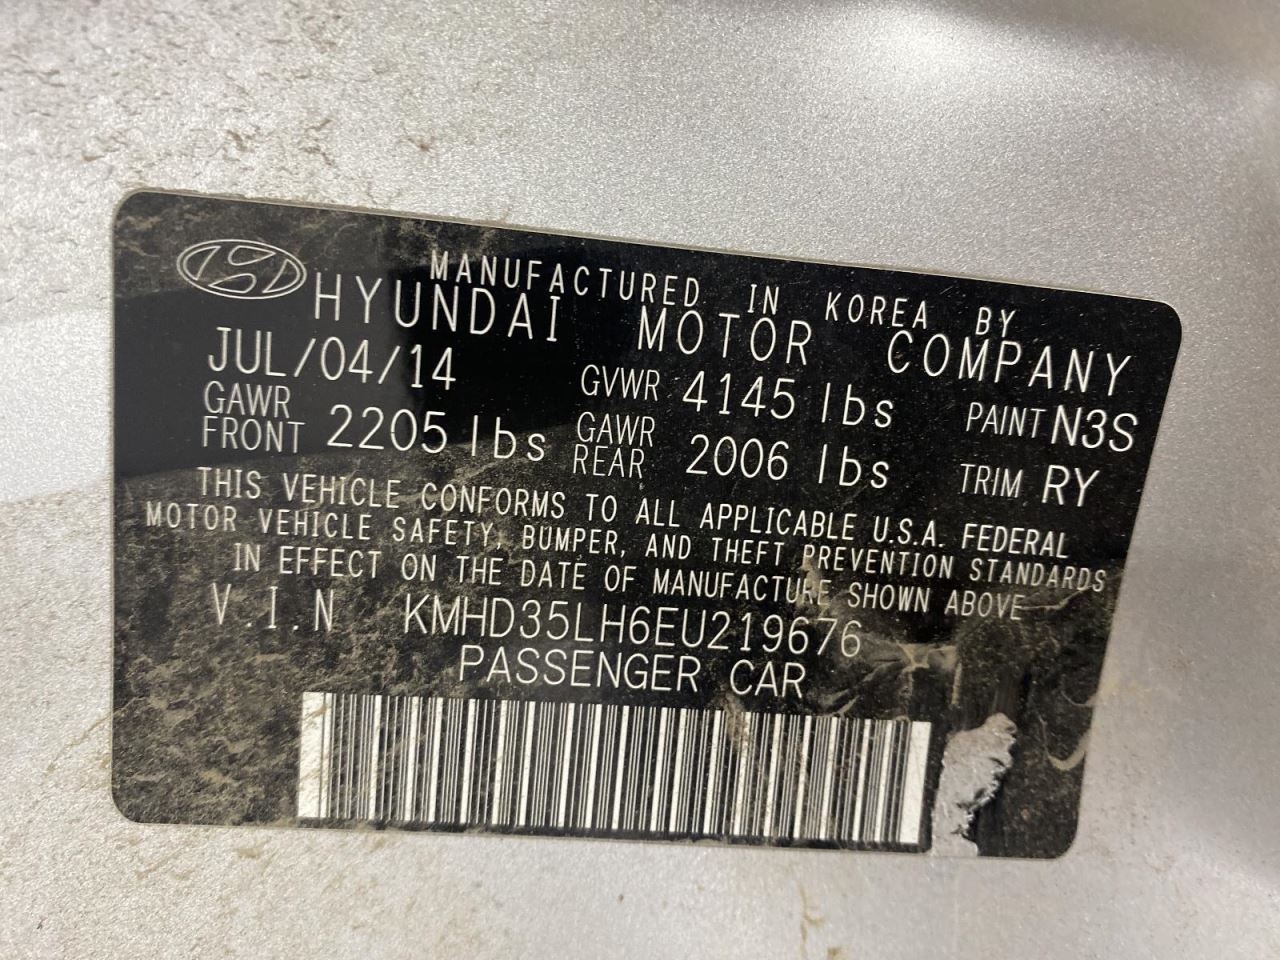 MANUFACTURED IN KOREA BY
HYUNDAI MOTOR COMPANY
JUL/04/14 GVWR 4145 lbs PAINT N3S
GAWR FRONT 2205 lbs GAWR REAR 2006 lbs TRIM RY
THIS VEHICLE CONFORMS TO ALL APPLICABLE U.S.A. FEDERAL
MOTOR VEHICLE SAFETY, BUMPER, AND THEFT PREVENTION STANDARDS
IN EFFECT ON THE DATE OF MANUFACTURE SHOWN ABOVE
V.I.N KMHD35LH6EU219676
PASSENGER CAR